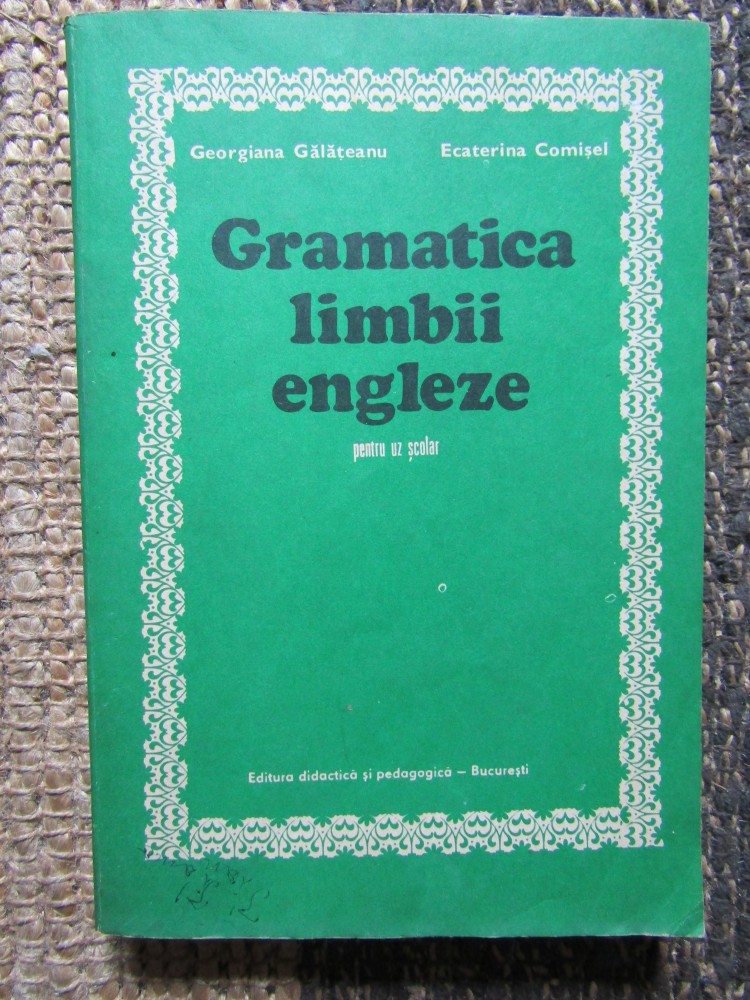 Georgiana Gălățeanu Ecaterina Comișel
Gramatica
limbii
engleze
pentru uz școlar
Editura didactică și pedagogică – București